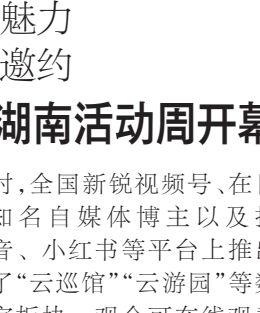 魅力
邀约
湖南活动周开幕
时,全国新锐视频号、在
知名自媒体博主以及
音、小红书等平台上推
了“云巡馆”“云游园”等